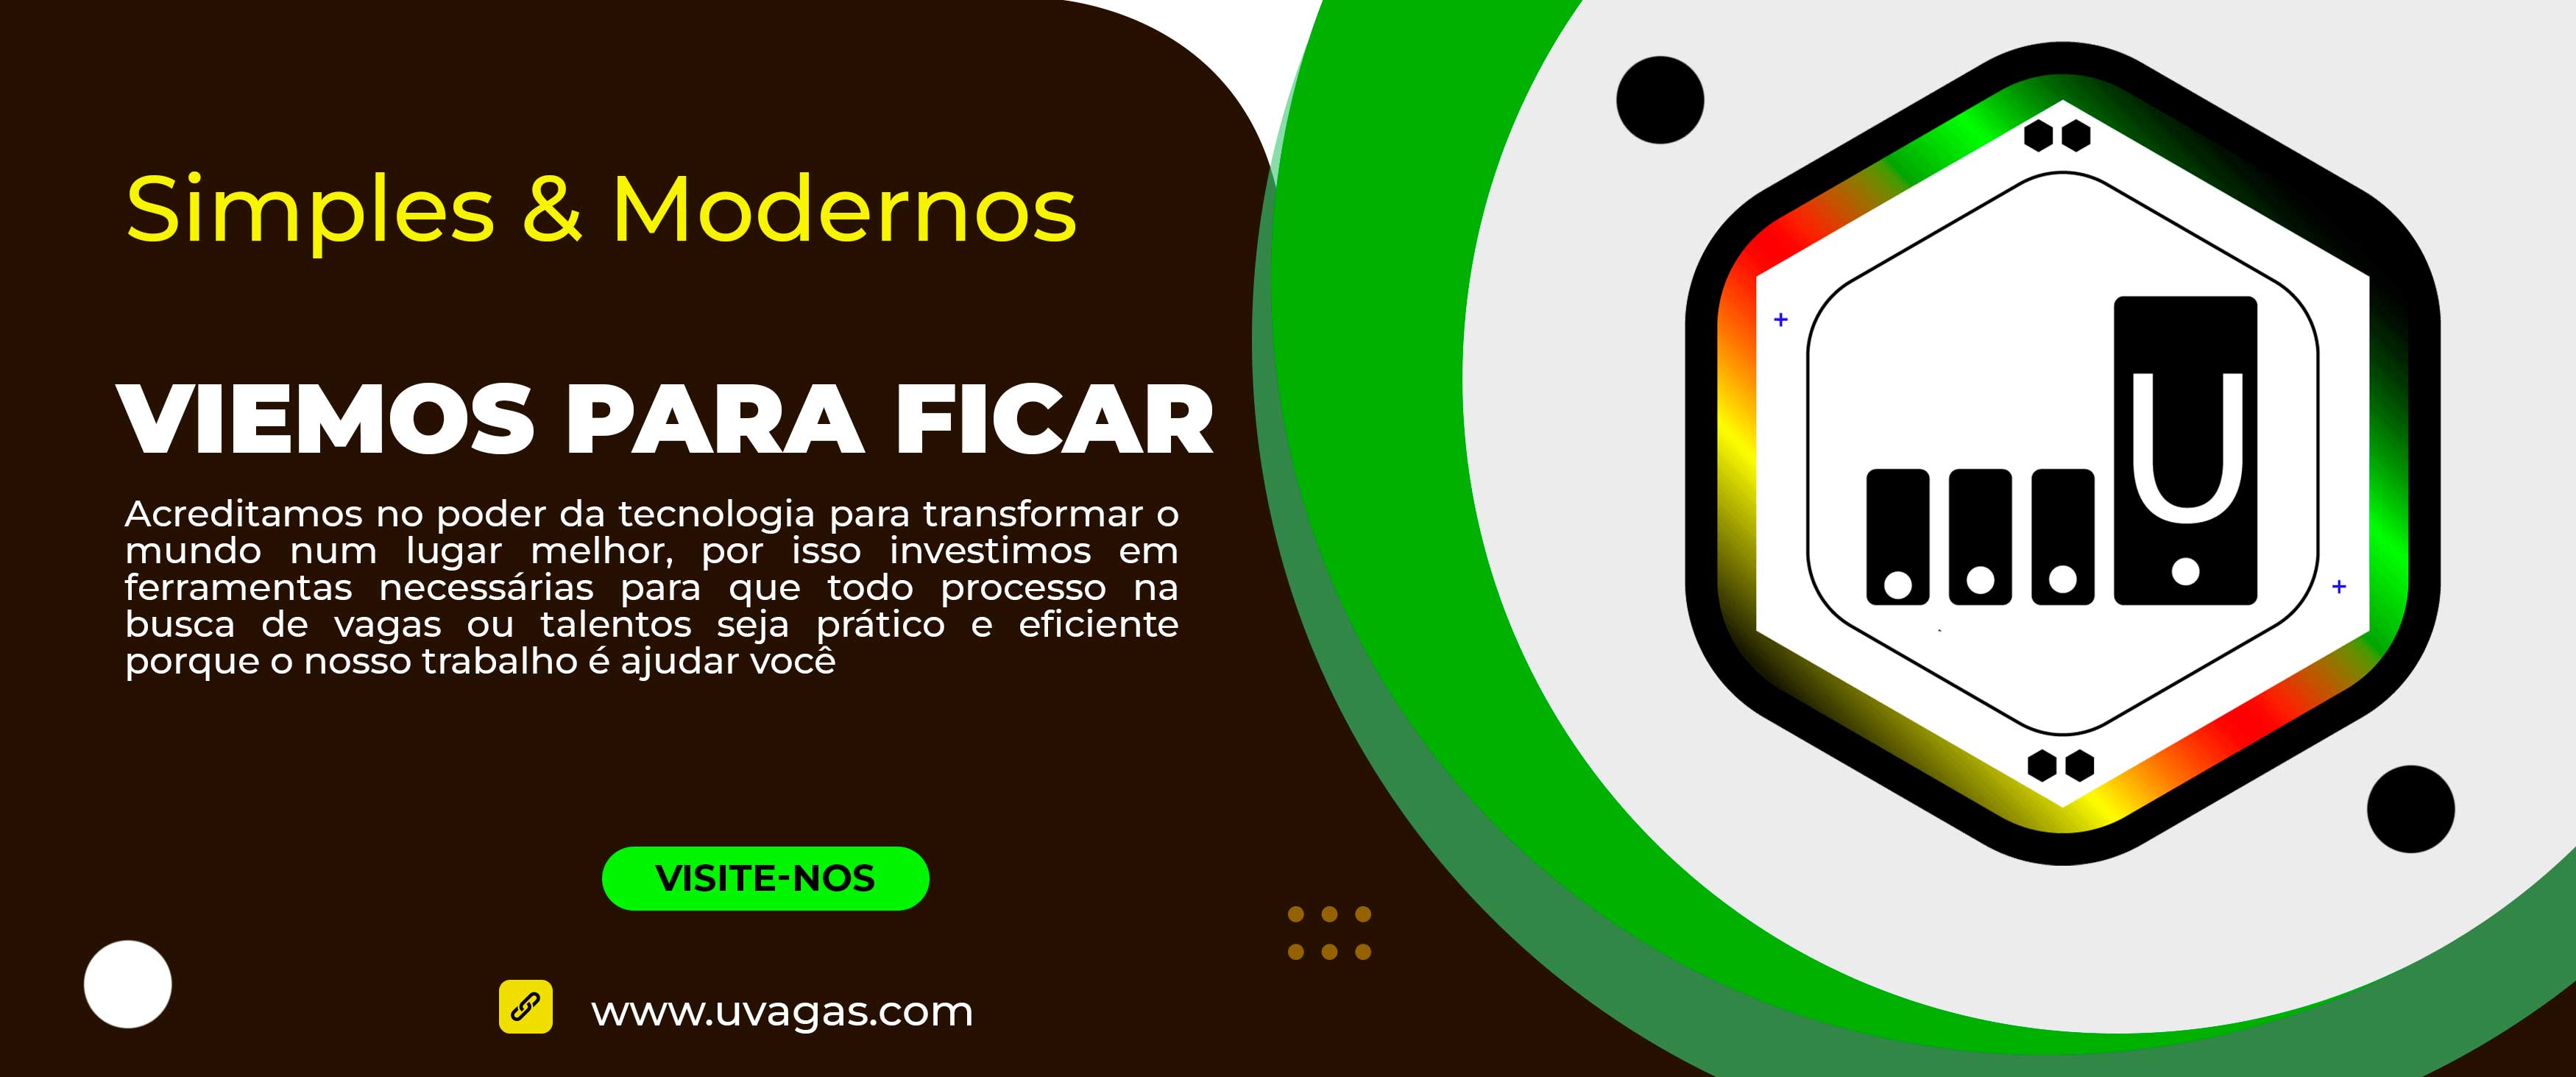 Simples & Modernos
VIEMOS PARA FICAR
Acreditamos no poder da tecnologia para transformar o
mundo num lugar melhor, por isso investimos em
ferramentas necessárias para que todo processo na
busca de vagas ou talentos seja prático e eficiente
porque o nosso trabalho é ajudar você
VISITE-NOS
www.uvagas.com
U